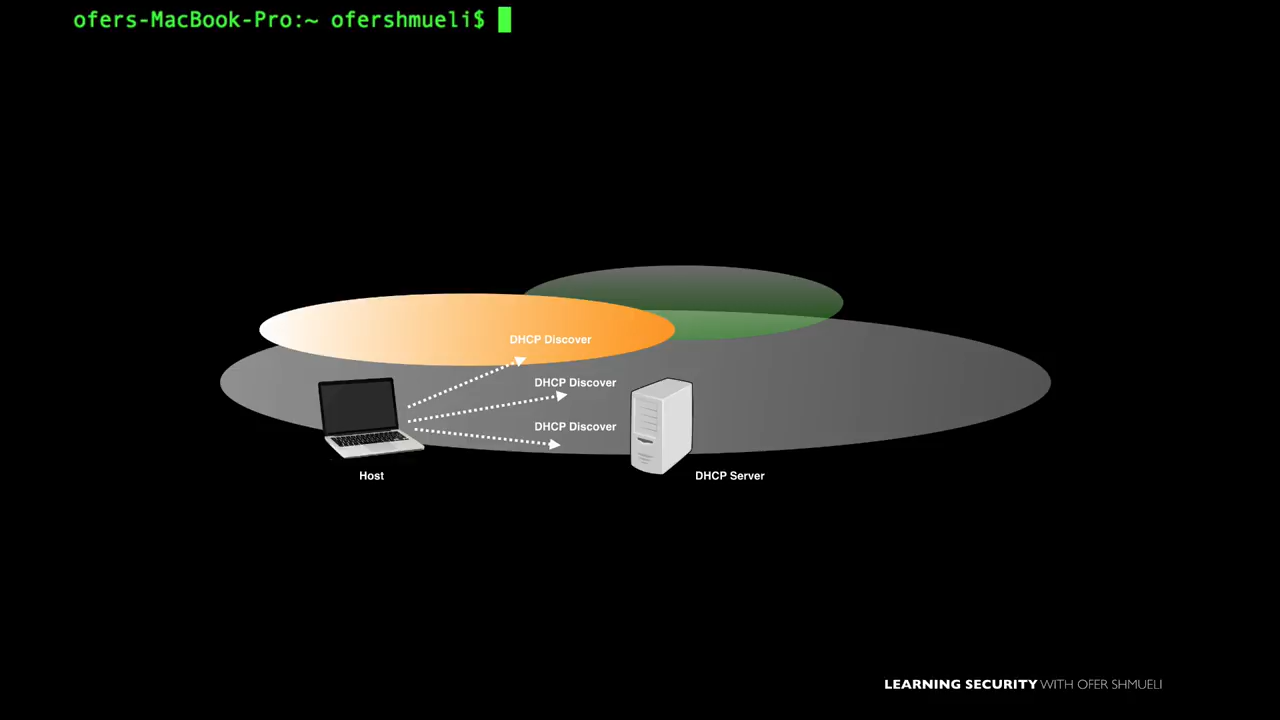 ofers-MacBook-Pro:~ ofershmueli$
DHCP Discover
DHCP Discover
DHCP Discover
Host
DHCP Server
LEARNING SECURITY WITH OFER SHMUELI